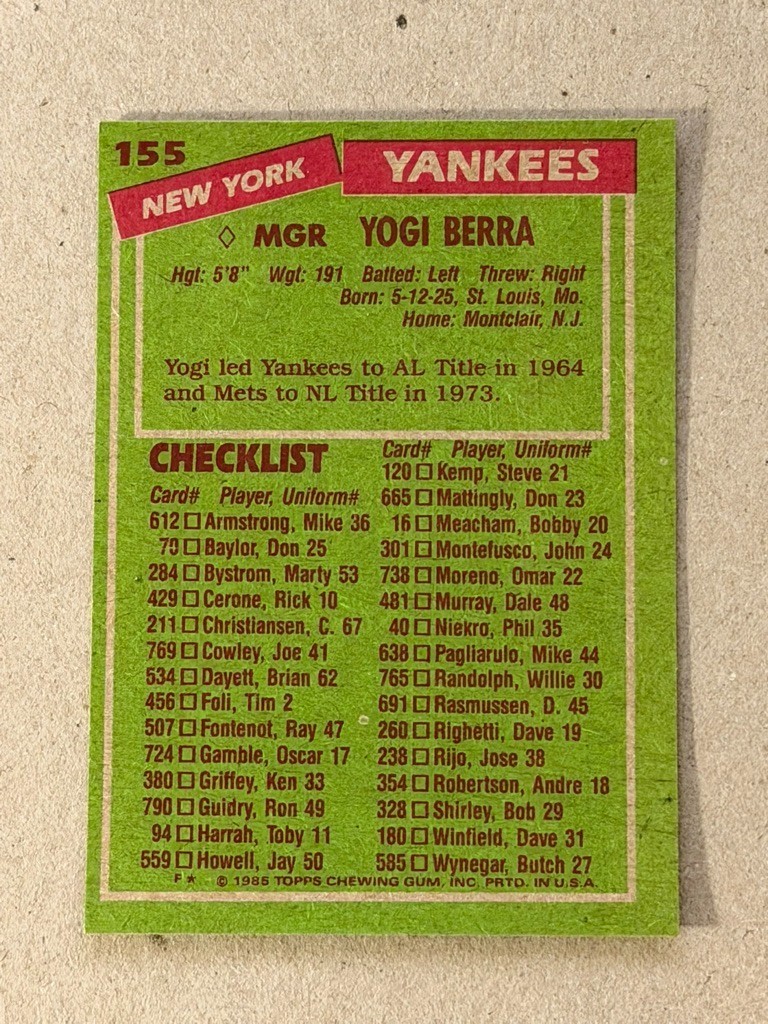 155
NEW YORK YANKEES
◊ MGR YOGI BERRA
Hgt: 5'8" Wgt: 191 Batted: Left Threw: Right
Born: 5-12-25, St. Louis, Mo.
Home: Montclair, N.J.
Yogi led Yankees to AL Title in 1964
and Mets to NL Title in 1973.
CHECKLIST
Card# Player, Uniform#
612 □ Armstrong, Mike 36
70 □ Baylor, Don 25
284 □ Bystrom, Marty 53
429 □ Cerone, Rick 10
211 □ Christiansen, C. 67
769 □ Cowley, Joe 41
534 □ Dayett, Brian 62
456 □ Foli, Tim 2
507 □ Fontenot, Ray 47
724 □ Gamble, Oscar 17
380 □ Griffey, Ken 33
790 □ Guidry, Ron 49
94 □ Harrah, Toby 11
559 □ Howell, Jay 50
Card# Player, Uniform#
120 □ Kemp, Steve 21
665 □ Mattingly, Don 23
16 □ Meacham, Bobby 20
301 □ Montefusco, John 24
738 □ Moreno, Omar 22
481 □ Murray, Dale 48
40 □ Niekro, Phil 35
638 □ Pagliarulo, Mike 44
765 □ Randolph, Willie 30
691 □ Rasmussen, D. 45
260 □ Righetti, Dave 19
238 □ Rijo, Jose 38
354 □ Robertson, Andre 18
328 □ Shirley, Bob 29
180 □ Winfield, Dave 31
585 □ Wynegar, Butch 27
F★ © 1985 TOPPS CHEWING GUM, INC. PRTD. IN U.S.A.